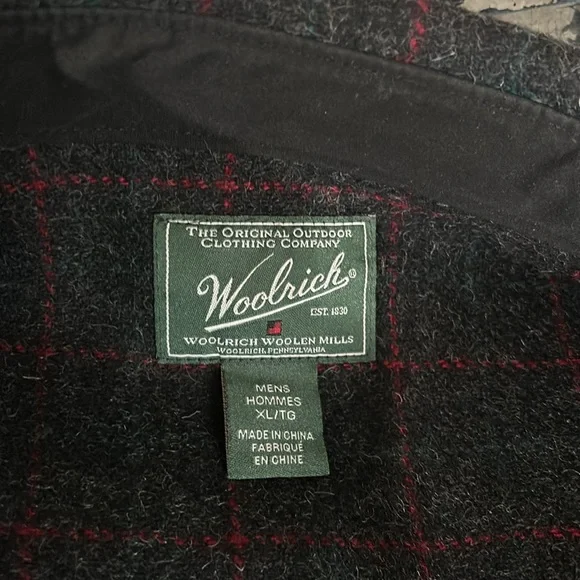 THE ORIGINAL OUTDOOR
CLOTHING COMPANY
Woolrich®
EST. 1830
WOOLRICH WOOLEN MILLS
WOOLRICH, PENNSYLVANIA
MENS
HOMMES
XL/TG
MADE IN CHINA
FABRIQUÉ
EN CHINE